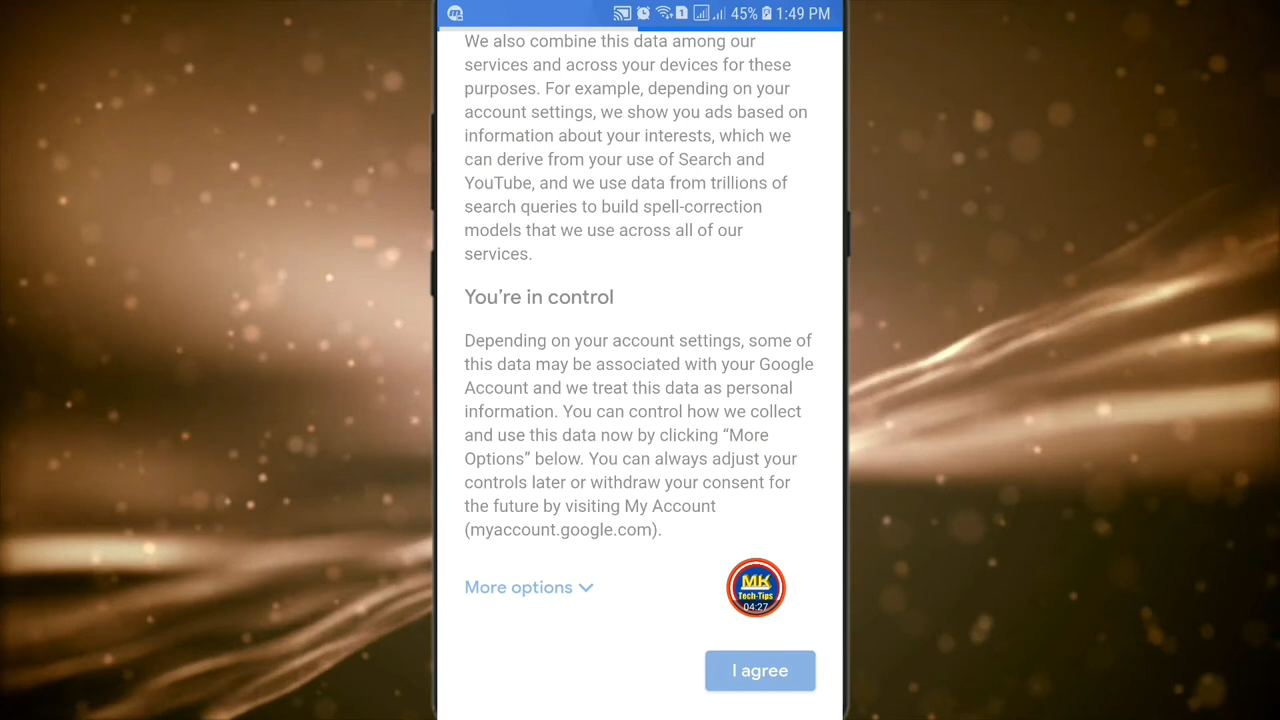 45% 1:49 PM
We also combine this data among our
services and across your devices for these
purposes. For example, depending on your
account settings, we show you ads based on
information about your interests, which we
can derive from your use of Search and
YouTube, and we use data from trillions of
search queries to build spell-correction
models that we use across all of our
services.
You’re in control
Depending on your account settings, some of
this data may be associated with your Google
Account and we treat this data as personal
information. You can control how we collect
and use this data now by clicking “More
Options” below. You can always adjust your
controls later or withdraw your consent for
the future by visiting My Account
(myaccount.google.com).
More options
MK
Tech-Tips
04:27
I agree